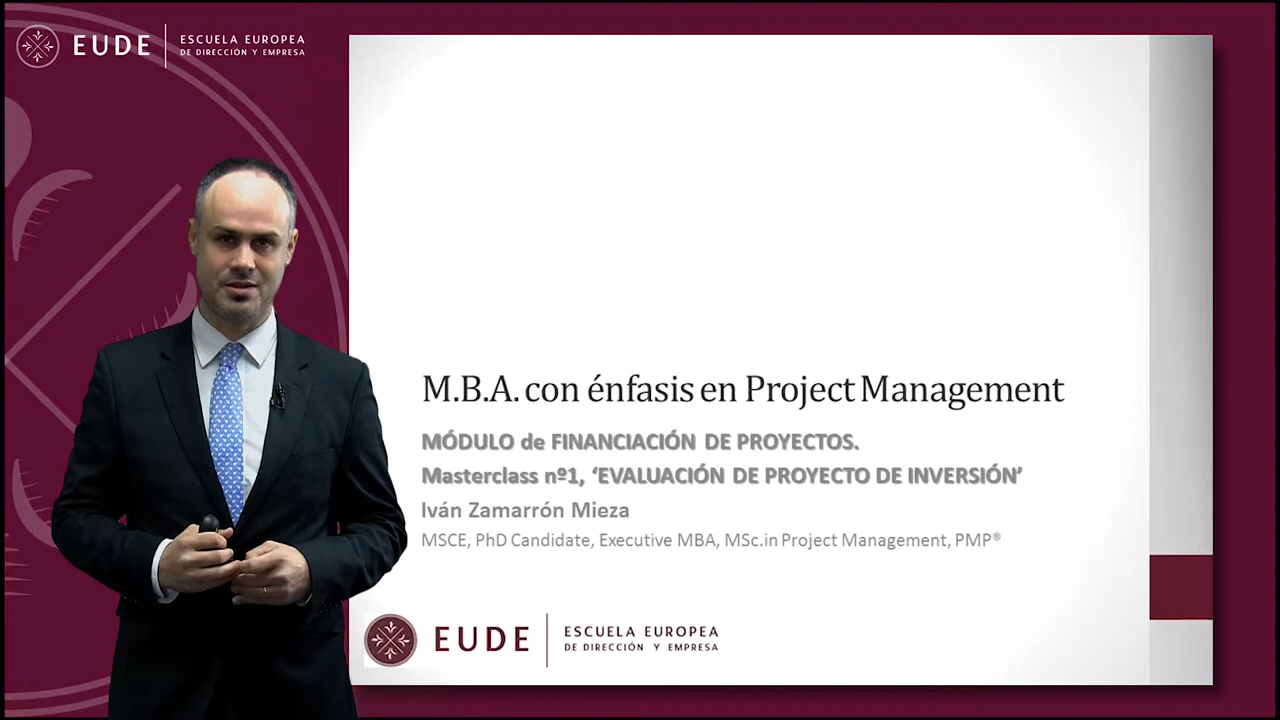 EUDE
ESCUELA EUROPEA
DE DIRECCIÓN Y EMPRESA
M.B.A. con énfasis en Project Management
MÓDULO de FINANCIACIÓN DE PROYECTOS.
Masterclass nº1, ‘EVALUACIÓN DE PROYECTO DE INVERSIÓN’
Iván Zamarrón Mieza
MSCE, PhD Candidate, Executive MBA, MSc.in Project Management, PMP®
EUDE
ESCUELA EUROPEA
DE DIRECCIÓN Y EMPRESA